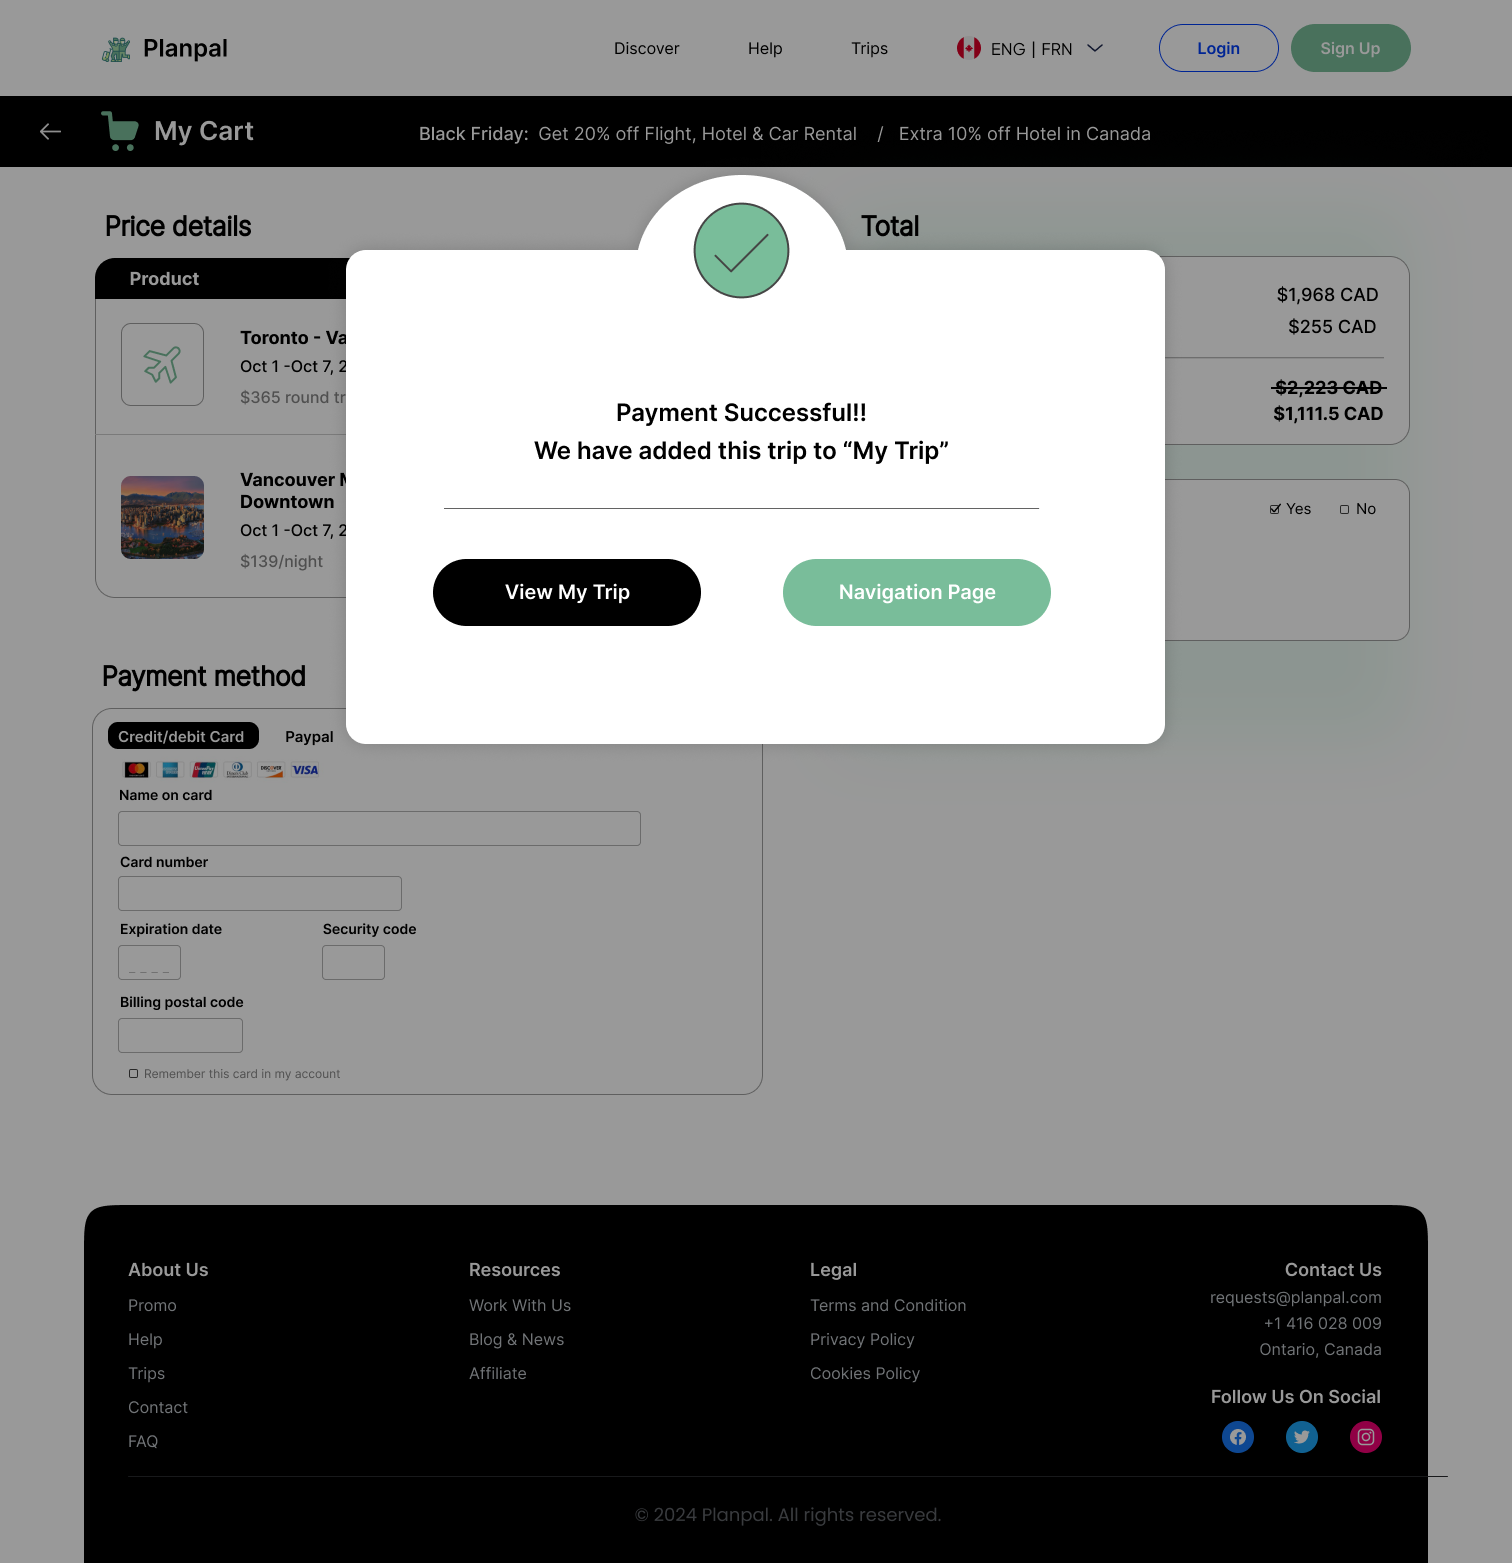 Planpal
Discover Help Trips ENG | FRN Login Sign Up
My Cart
Black Friday: Get 20% off Flight, Hotel & Car Rental / Extra 10% off Hotel in Canada
Price details
Product
Toronto - Va
Oct 1 -Oct 7, 2
$365 round tr
Vancouver
Downtown
Oct 1 -Oct 7, 2
$139/night
Total
$1,968 CAD
$255 CAD
$2,223 CAD
$1,111.5 CAD
Yes No
Payment Successful!!
We have added this trip to “My Trip”
View My Trip Navigation Page
Payment method
Credit/debit Card Paypal
DISCOVER VISA
Name on card
Card number
Expiration date Security code
_ _ _ _
Billing postal code
Remember this card in my account
About Us
Promo
Help
Trips
Contact
FAQ
Resources
Work With Us
Blog & News
Affiliate
Legal
Terms and Condition
Privacy Policy
Cookies Policy
Contact Us
requests@planpal.com
+1 416 028 009
Ontario, Canada
Follow Us On Social
© 2024 Planpal. All rights reserved.